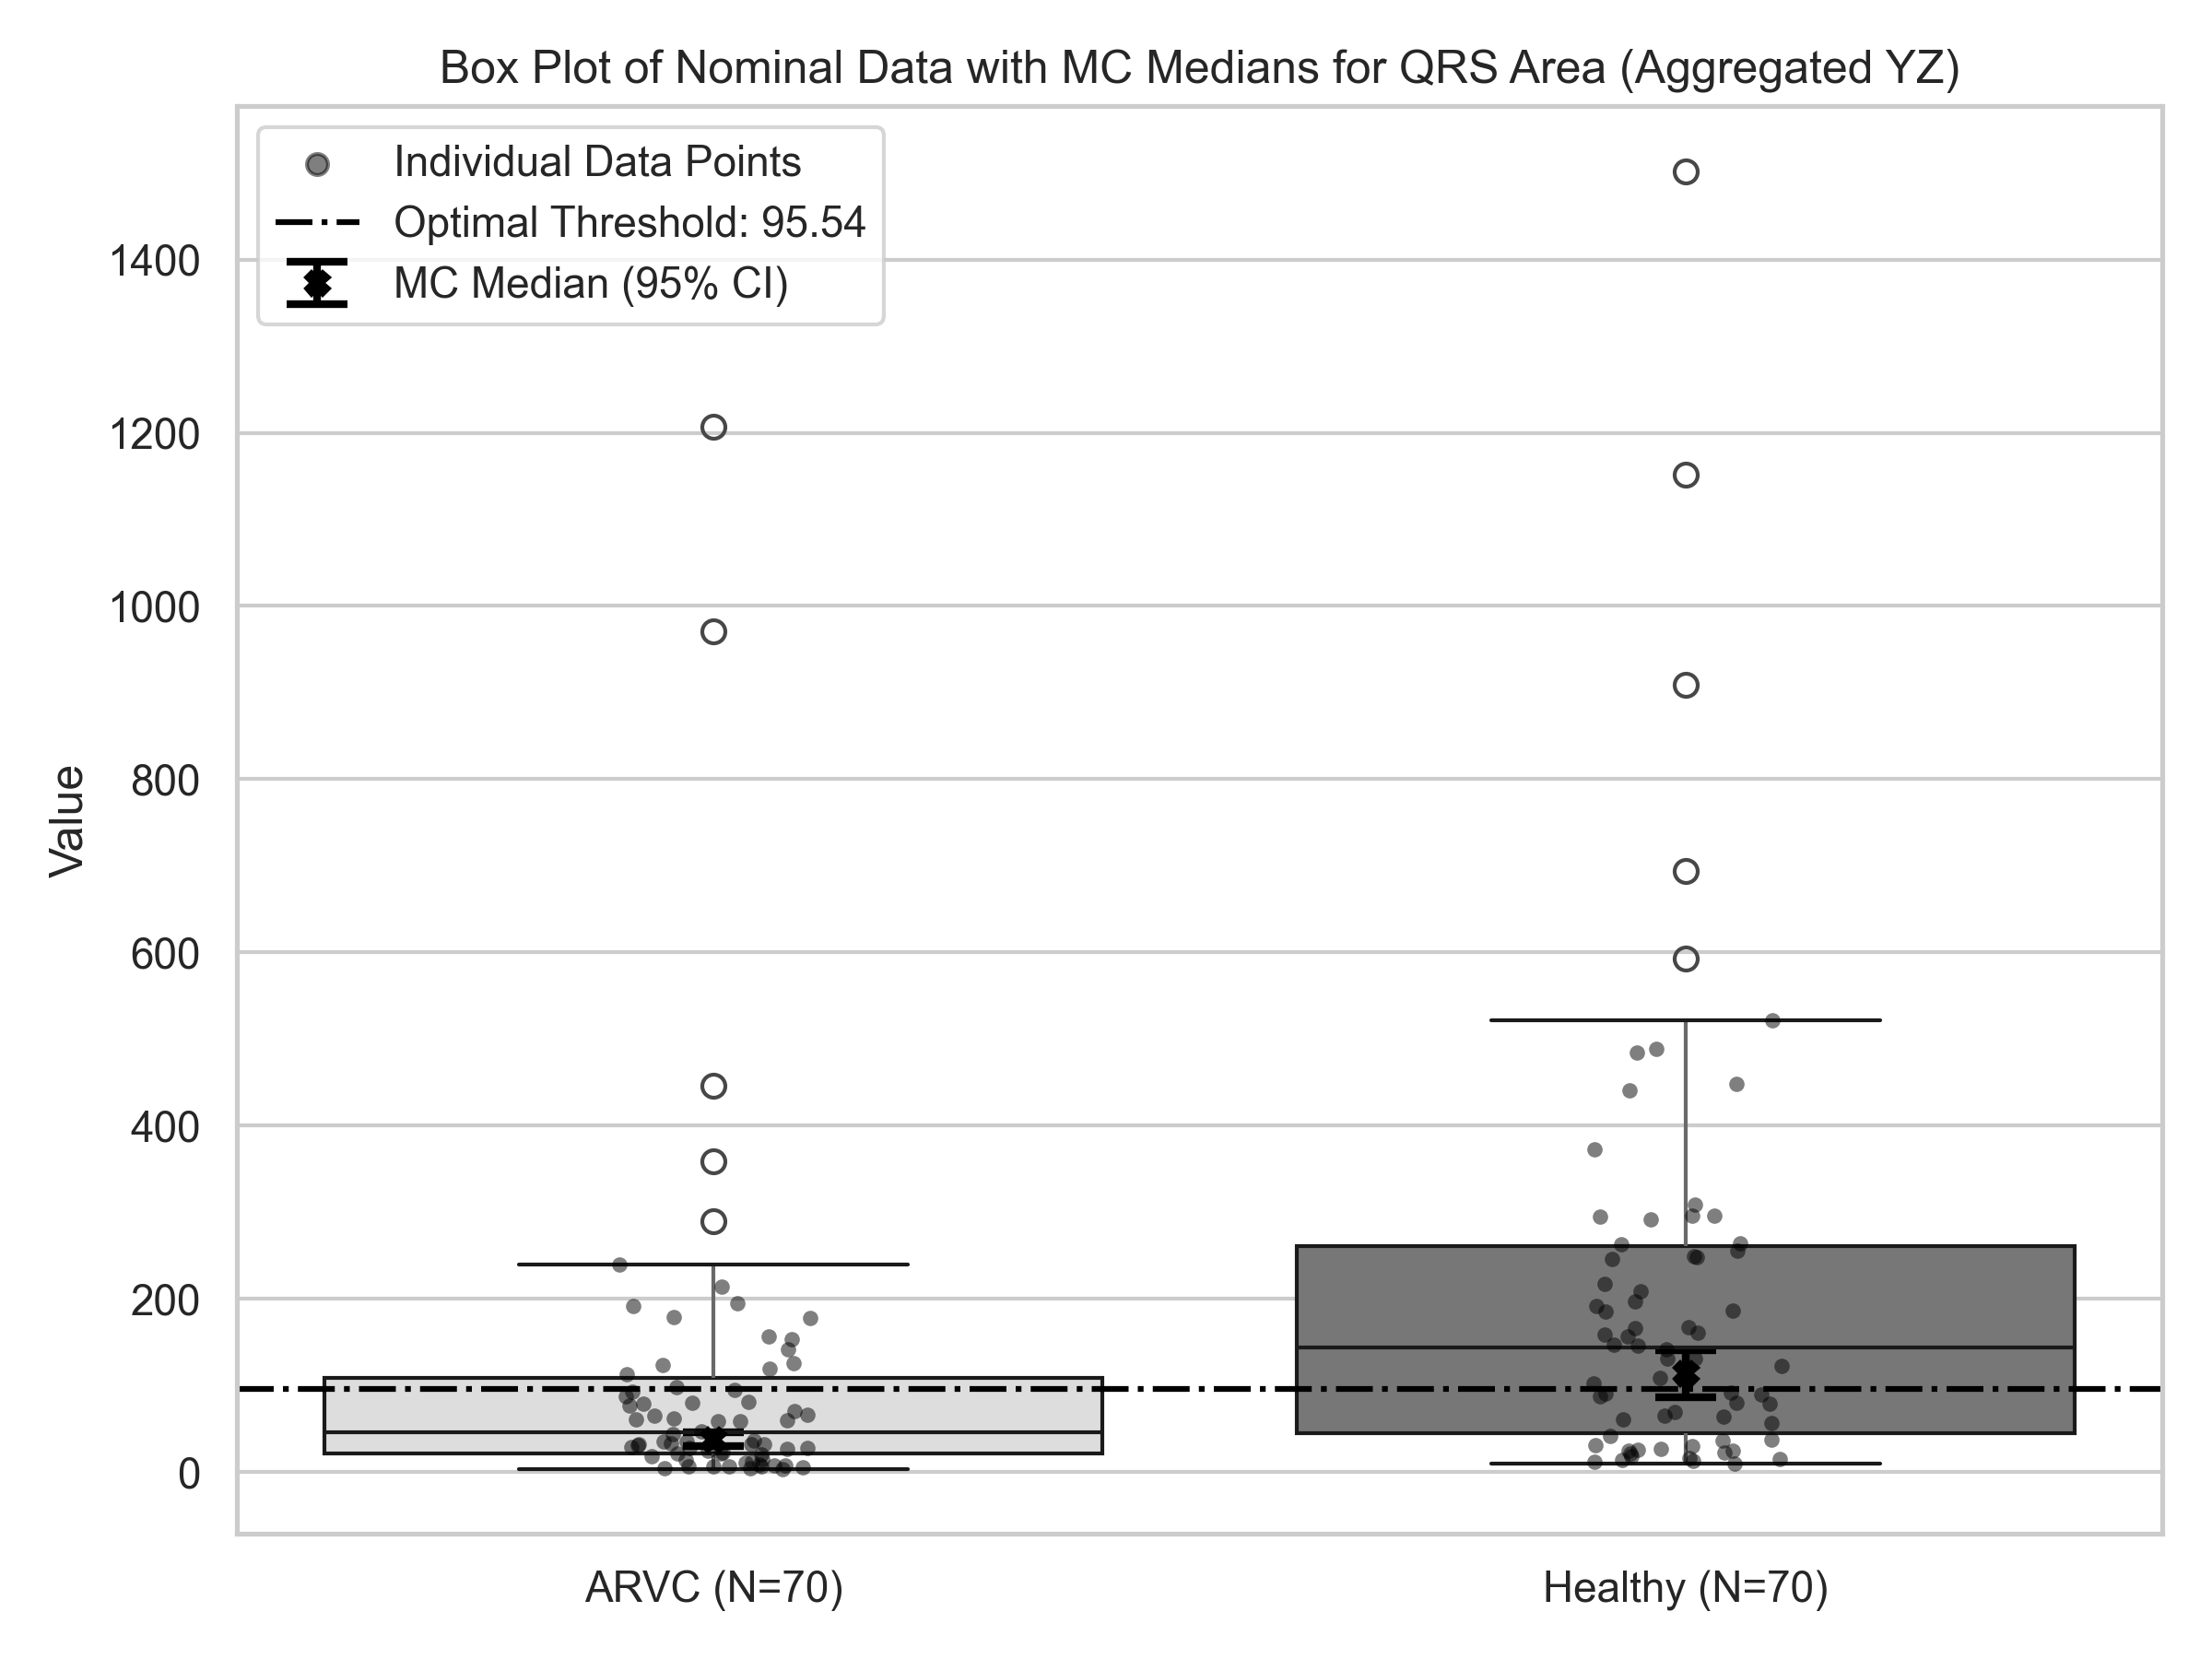 Box Plot of Nominal Data with MC Medians for QRS Area (Aggregated YZ)
Individual Data Points
Optimal Threshold: 95.54
MC Median (95% CI)
1400
1200
1000
800
600
400
200
0
Value
ARVC (N=70)
Healthy (N=70)